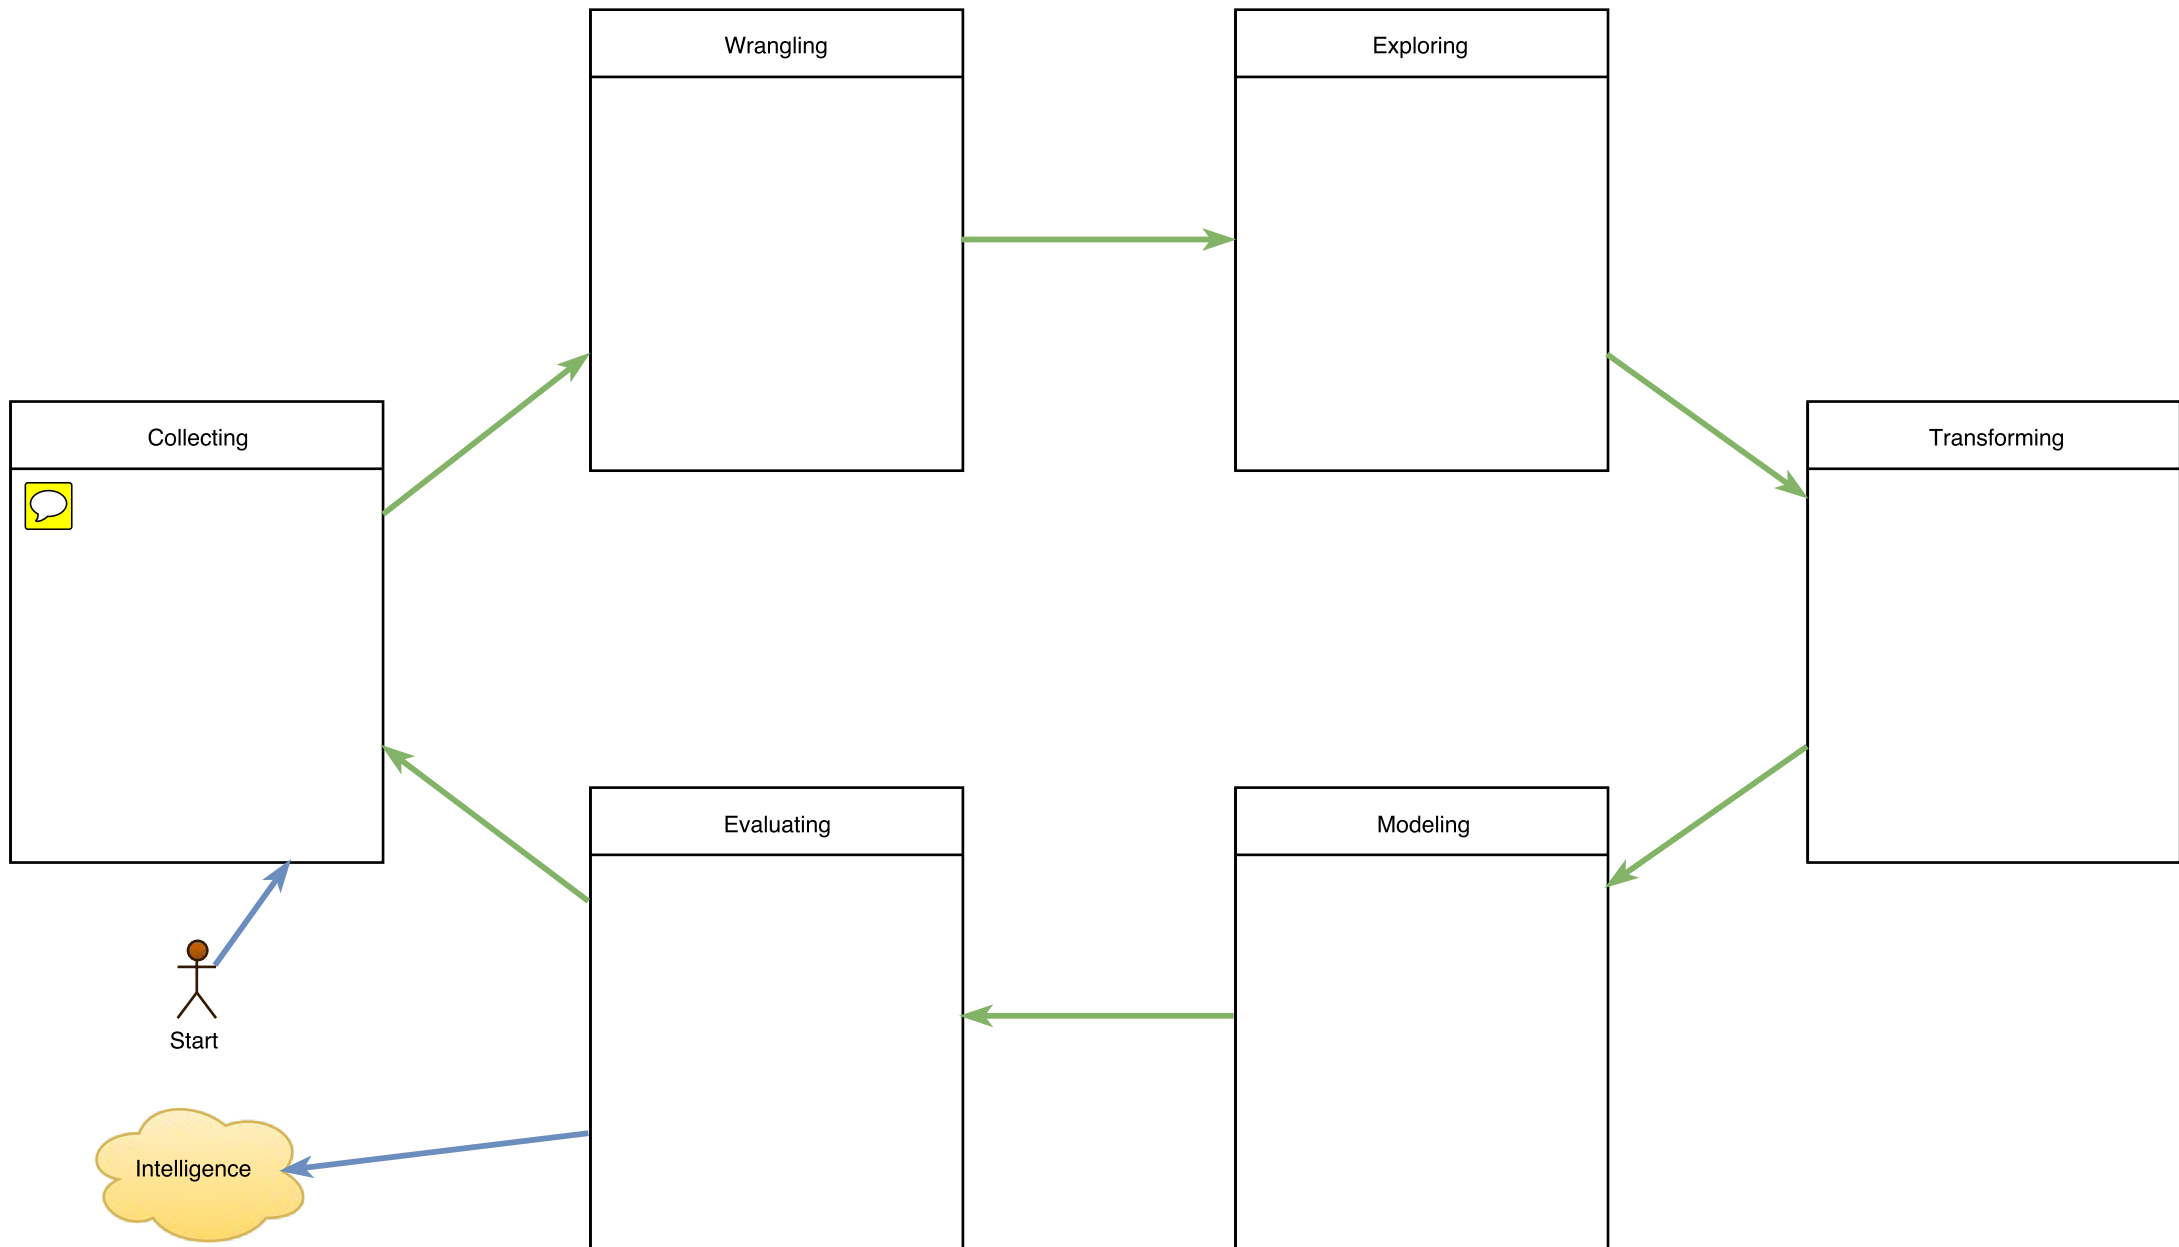 Wrangling
Exploring
Collecting
Transforming
Evaluating
Modeling
Start
Intelligence